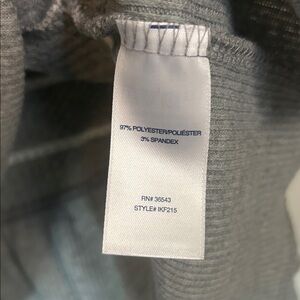 97% POLYESTER/POLIÉSTER
3% SPANDEX
RN# 36543
STYLE# IKF215